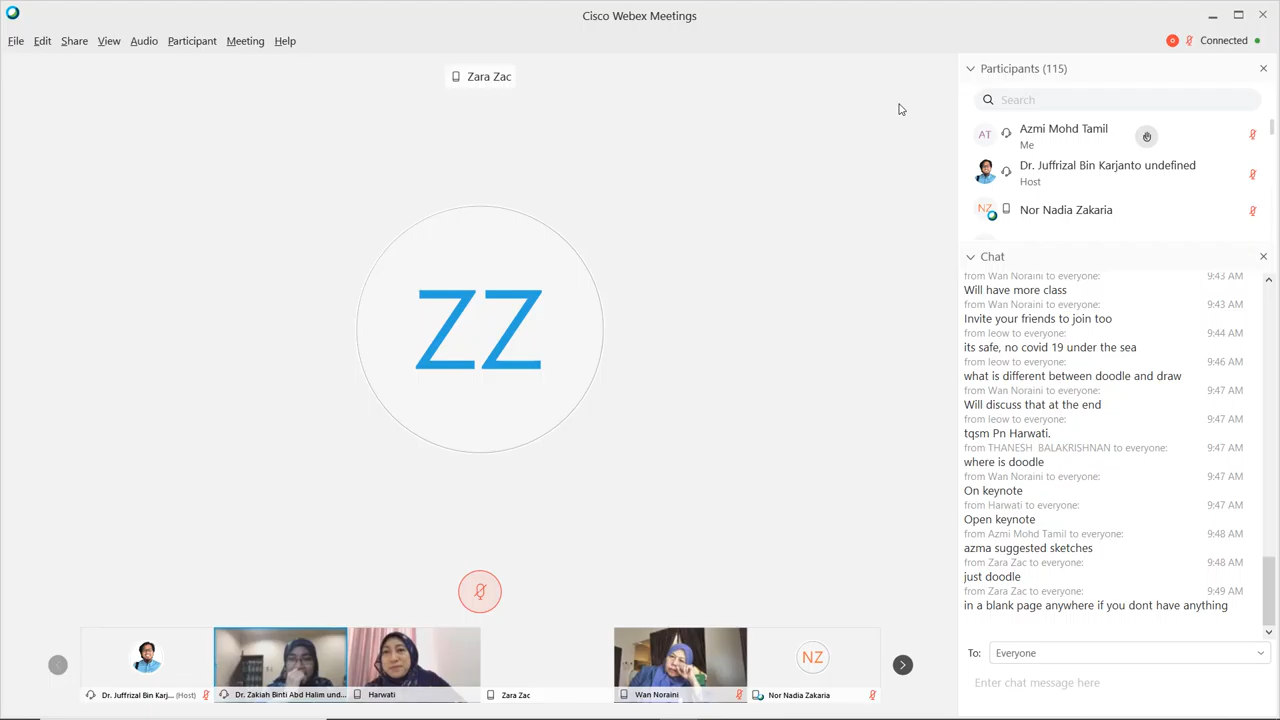 Cisco Webex Meetings
File Edit Share View Audio Participant Meeting Help
Connected
Zara Zac
ZZ
Dr. Juffrizal Bin Karj... (Host)
Dr. Zakiah Binti Abd Halim und...
Harwati
Zara Zac
Wan Noraini
NZ
Nor Nadia Zakaria
Participants (115)
Search
AT
Azmi Mohd Tamil
Me
Dr. Juffrizal Bin Karjanto undefined
Host
NZ
Nor Nadia Zakaria
Chat
from Wan Noraini to everyone: 9:43 AM
Will have more class
from Wan Noraini to everyone: 9:43 AM
Invite your friends to join too
from leow to everyone: 9:44 AM
its safe, no covid 19 under the sea
from leow to everyone: 9:46 AM
what is different between doodle and draw
from Wan Noraini to everyone: 9:47 AM
Will discuss that at the end
from leow to everyone: 9:47 AM
tqsm Pn Harwati.
from THANESH  BALAKRISHNAN to everyone: 9:47 AM
where is doodle
from Wan Noraini to everyone: 9:47 AM
On keynote
from Harwati to everyone: 9:47 AM
Open keynote
from Azmi Mohd Tamil to everyone: 9:48 AM
azma suggested sketches
from Zara Zac to everyone: 9:48 AM
just doodle
from Zara Zac to everyone: 9:49 AM
in a blank page anywhere if you dont have anything
To: Everyone
Enter chat message here